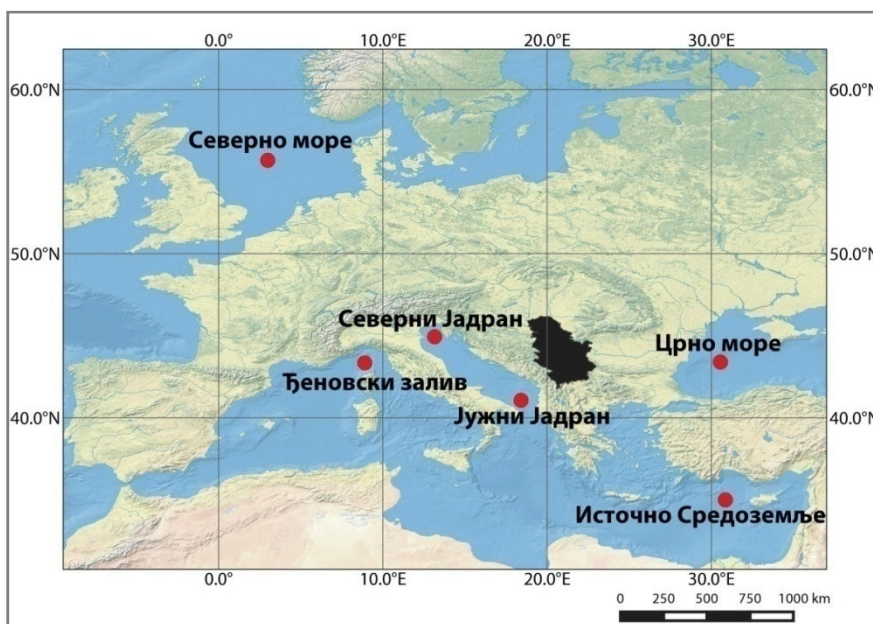 0.0° 10.0°E 20.0°E 30.0°E
60.0°N 60.0°N
Северно море
50.0°N 50.0°N
Северни Јадран
Црно море
Ђеновски залив
40.0°N Јужни Јадран 40.0°N
Источно Средоземље
0.0° 10.0°E 20.0°E 30.0°E
0 250 500 750 1000 km